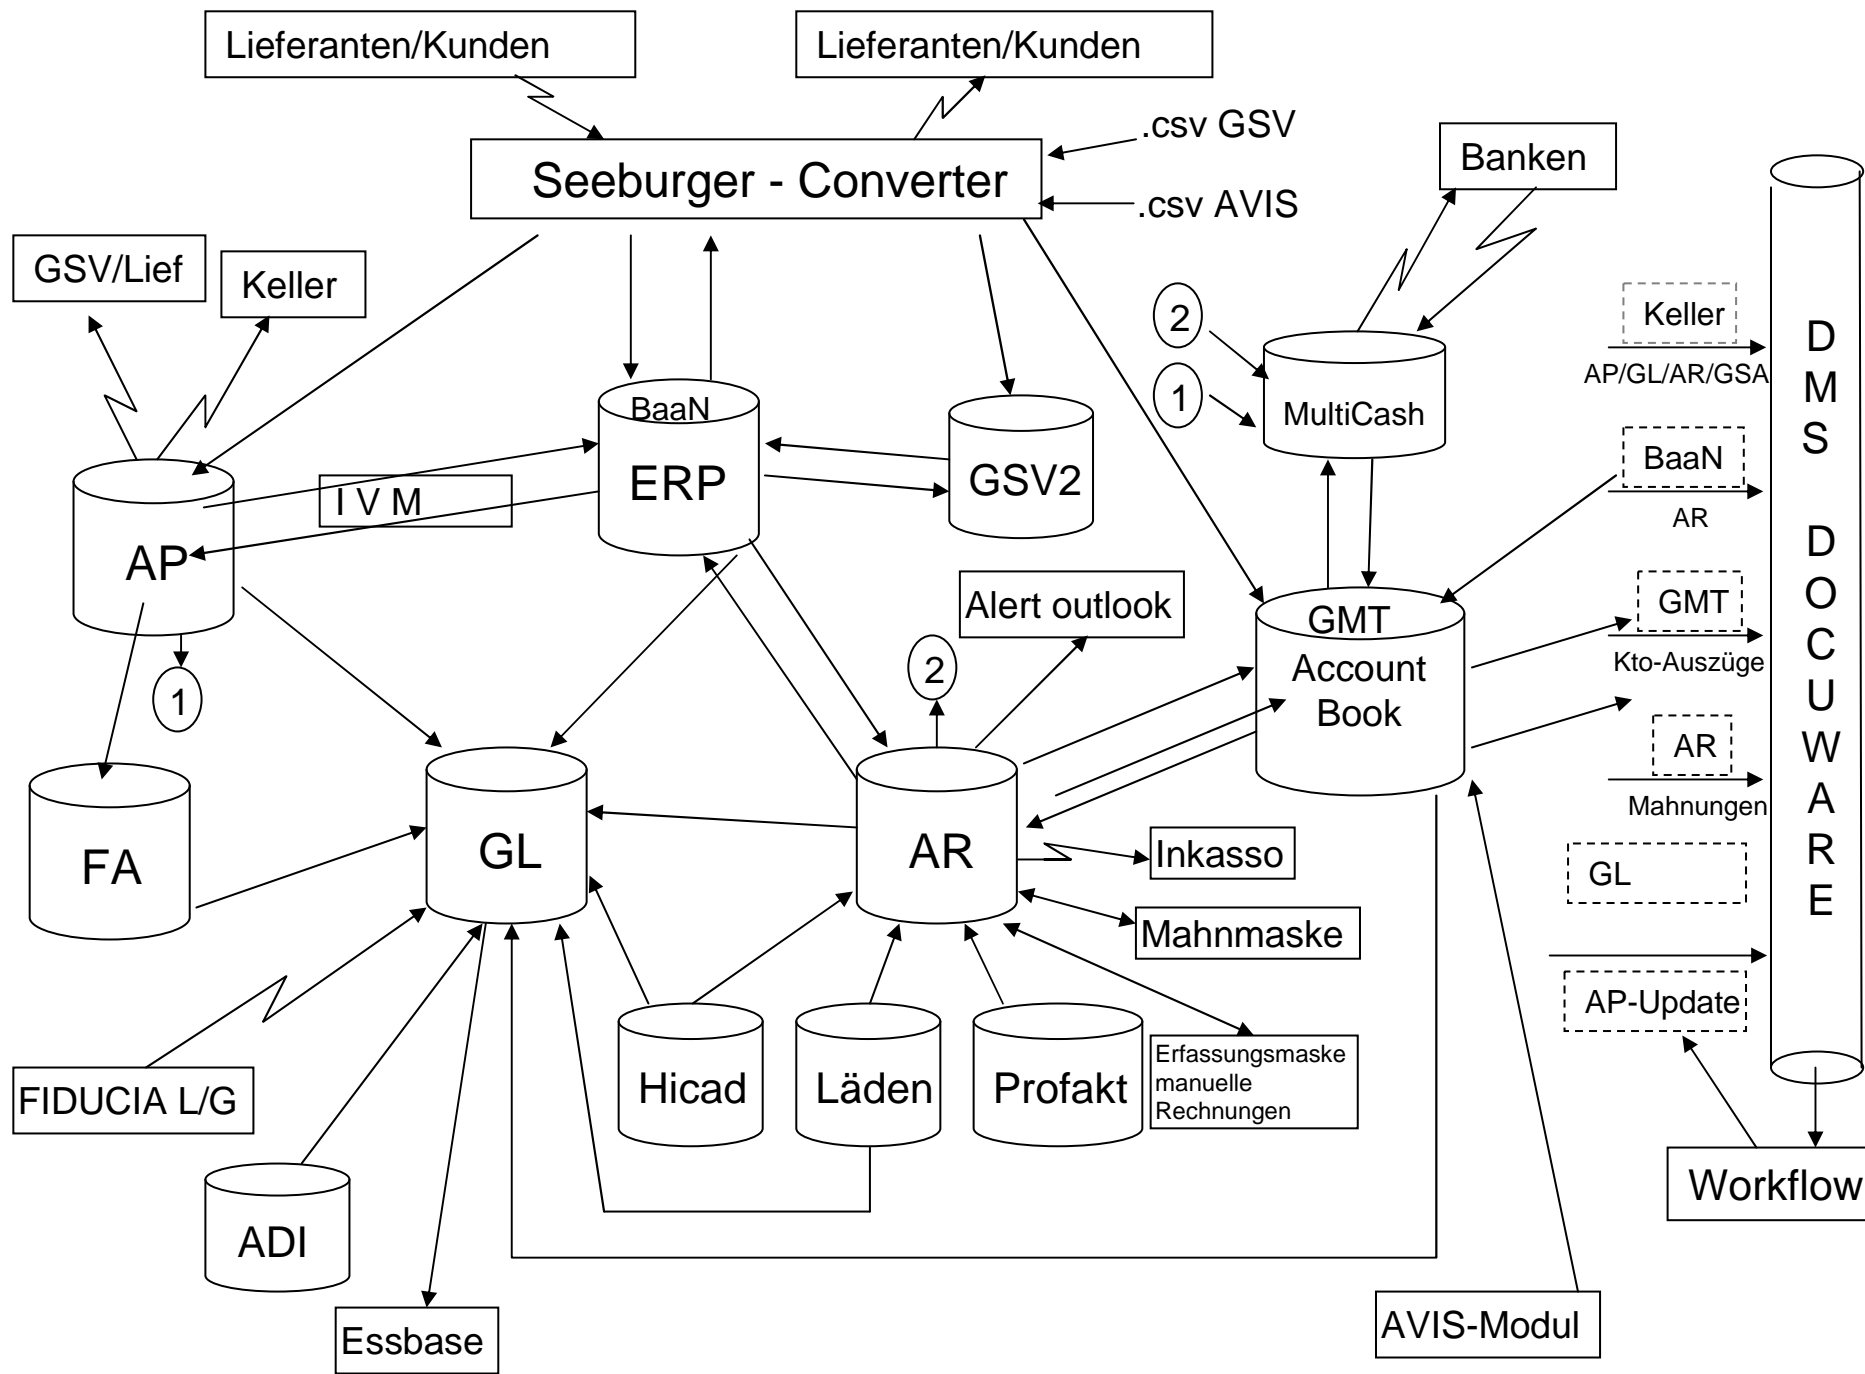 Lieferanten/Kunden
Lieferanten/Kunden
.csv GSV
Seeburger - Converter
.csv AVIS
Banken
GSV/Lief
Keller
2
1
MultiCash
Keller
AP/GL/AR/GSA
BaaN
ERP
GSV2
I V M
AP
BaaN
AR
Alert outlook
GMT
Account
Book
GMT
Kto-Auszüge
1
2
AR
Mahnungen
FA
GL
AR
Inkasso
Mahnmaske
GL
AP-Update
DMS DOCUWARE
FIDUCIA L/G
Hicad
Läden
Profakt
Erfassungsmaske
manuelle
Rechnungen
Workflow
ADI
Essbase
AVIS-Modul